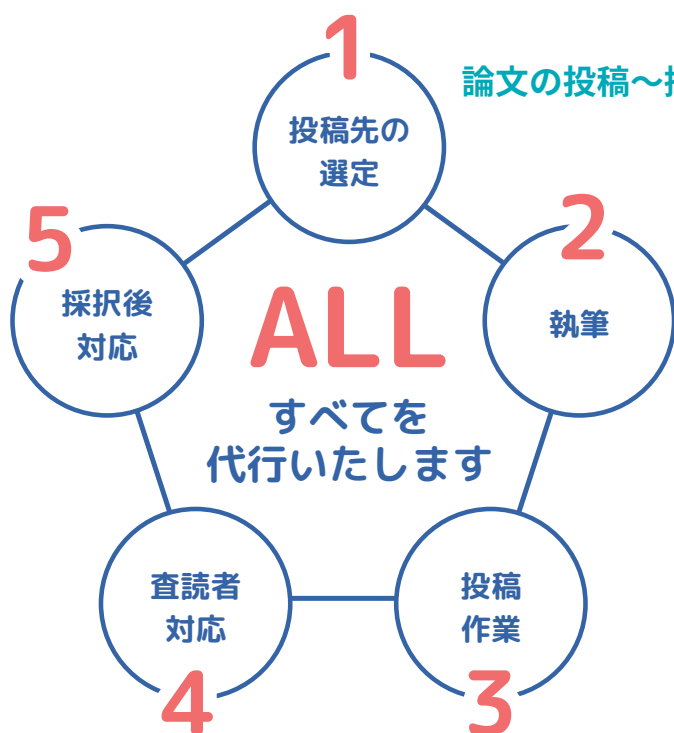 1
論文の投稿～
投稿先の
選定
2
執筆
3
投稿
作業
4
査読者
対応
5
採択後
対応
ALL
すべてを
代行いたします